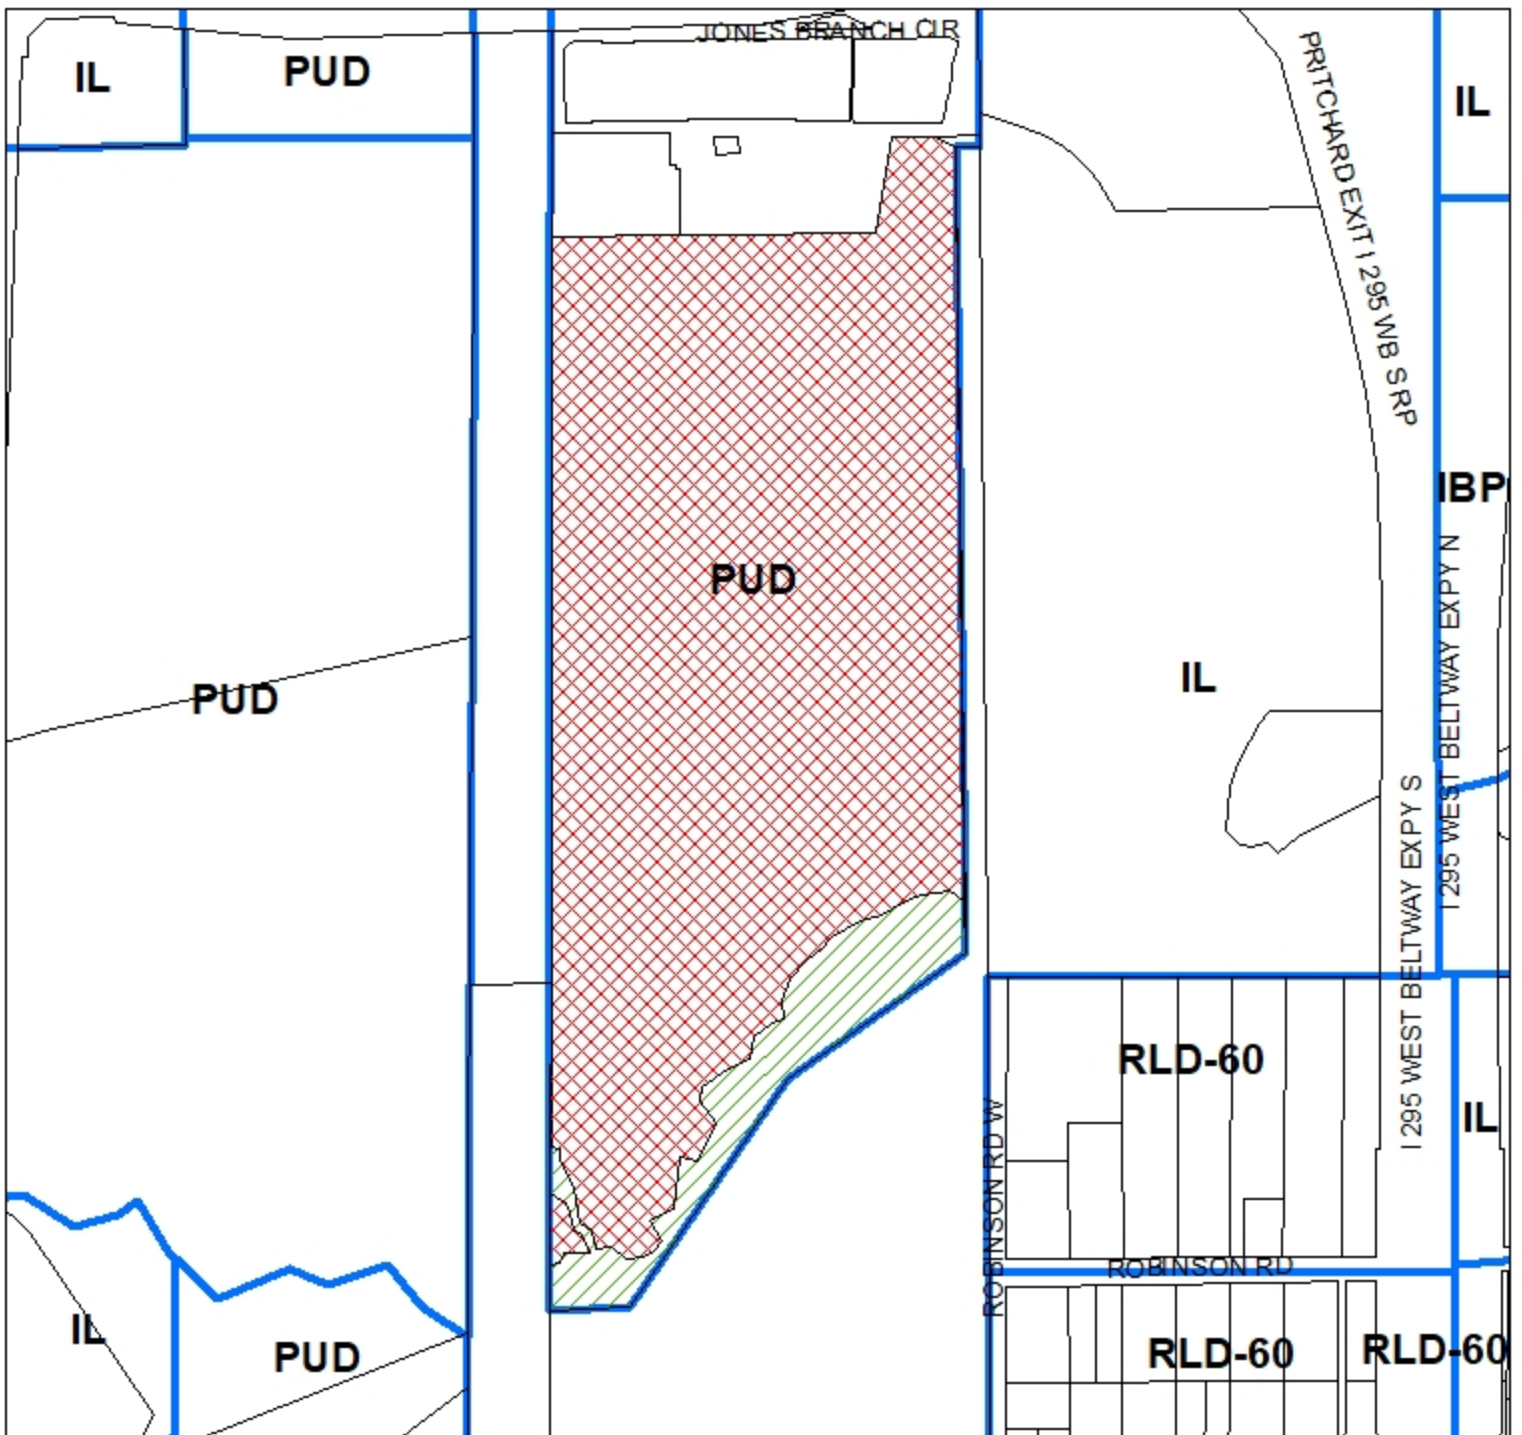 JONES BRANCH CIR
IL
PUD
IL
PRITCHARD EXIT I 295 WB S RP
IBP
PUD
PUD
IL
I 295 WEST BELTWAY EXPY N
I 295 WEST BELTWAY EXPY S
RLD-60
IL
ROBINSON RD W
ROBINSON RD
IL
PUD
RLD-60
RLD-60